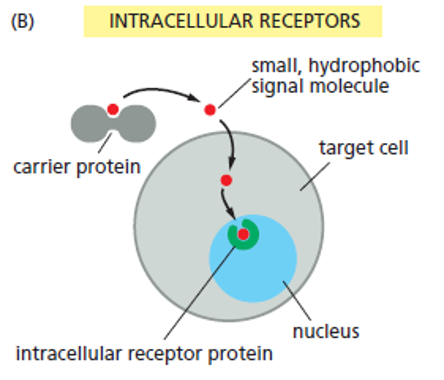 (B) INTRACELLULAR RECEPTORS
small, hydrophobic
signal molecule
carrier protein
target cell
nucleus
intracellular receptor protein